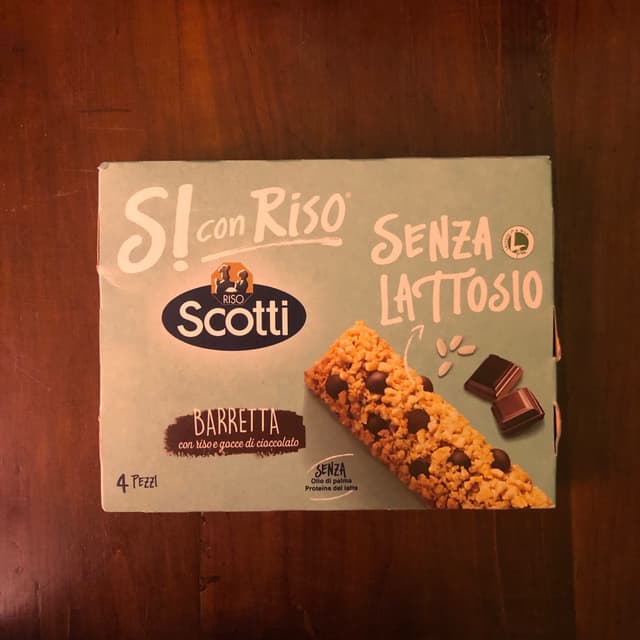 S! con Riso*
SENZA
LATTOSIO
RISO
Scotti
BARRETTA
con riso e gocce di cioccolato
4 PEZZI
SENZA
Olio di palma
Proteine del latte